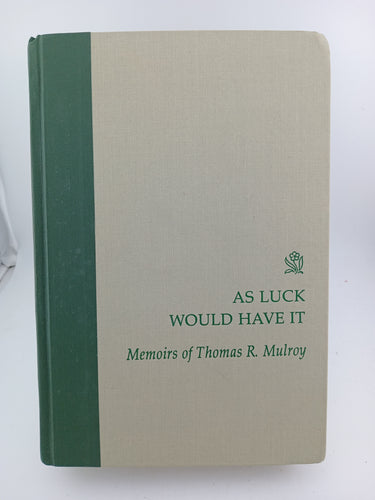 AS LUCK
WOULD HAVE IT
Memoirs of Thomas R. Mulroy